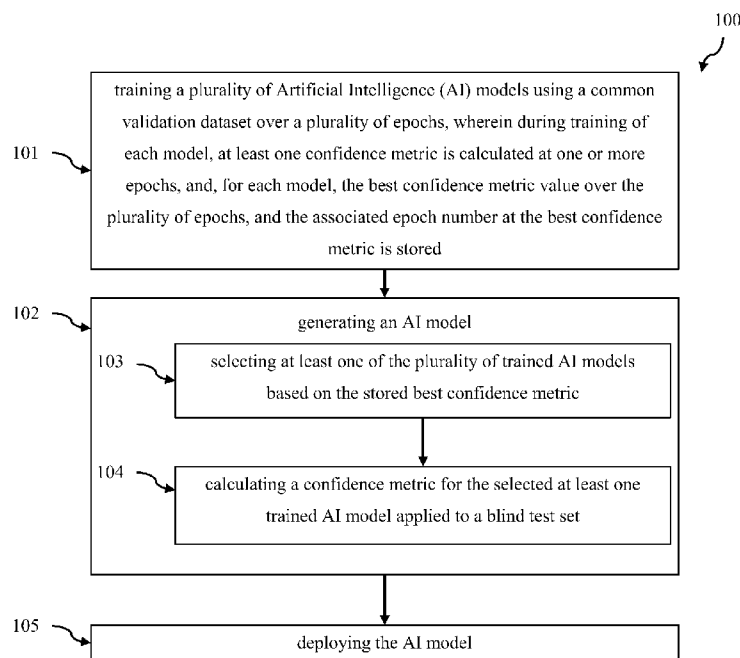 100
training a plurality of Artificial Intelligence (AI) models using a common
validation dataset over a plurality of epochs, wherein during training of
101
each model, at least one confidence metric is calculated at one or more
epochs, and, for each model, the best confidence metric value over the
plurality of epochs, and the associated epoch number at the best confidence
metric is stored
102
generating an AI model
103
selecting at least one of the plurality of trained AI models
based on the stored best confidence metric
104
calculating a confidence metric for the selected at least one
trained AI model applied to a blind test set
105
deploying the AI model